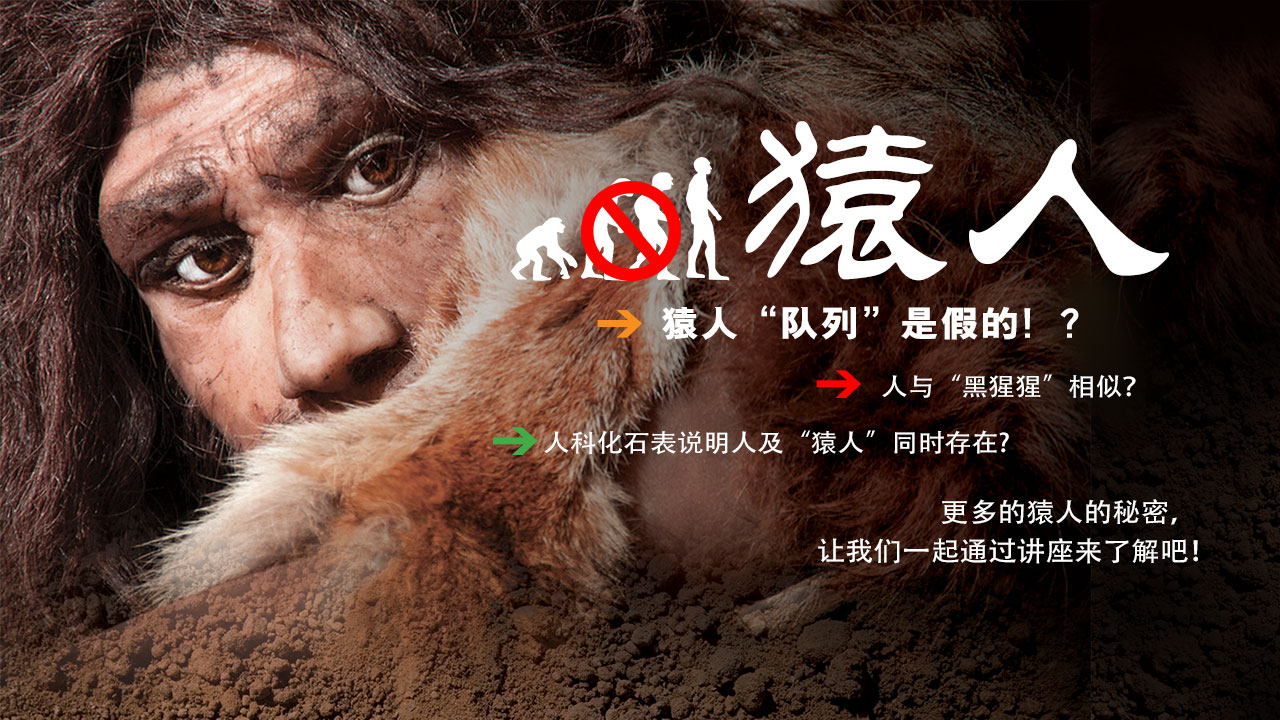 猿人
猿人“队列”是假的！？
人与“黑猩猩”相似？
人科化石表说明人及“猿人”同时存在？
更多的猿人的秘密，
让我们一起通过讲座来了解吧！